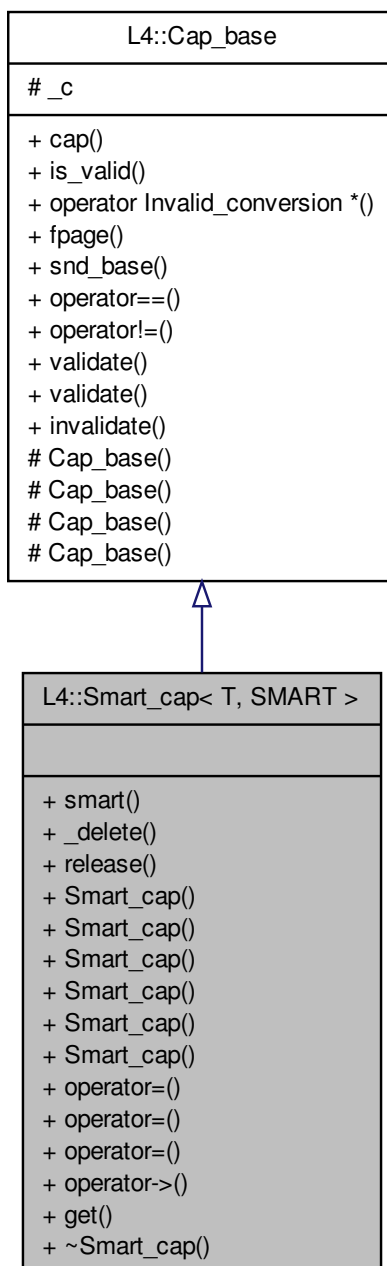 L4::Cap_base
# _c
+ cap()
+ is_valid()
+ operator Invalid_conversion *()
+ fpage()
+ snd_base()
+ operator==()
+ operator!=()
+ validate()
+ validate()
+ invalidate()
# Cap_base()
# Cap_base()
# Cap_base()
# Cap_base()
L4::Smart_cap< T, SMART >
+ smart()
+ _delete()
+ release()
+ Smart_cap()
+ Smart_cap()
+ Smart_cap()
+ Smart_cap()
+ Smart_cap()
+ Smart_cap()
+ operator=()
+ operator=()
+ operator=()
+ operator->()
+ get()
+ ~Smart_cap()